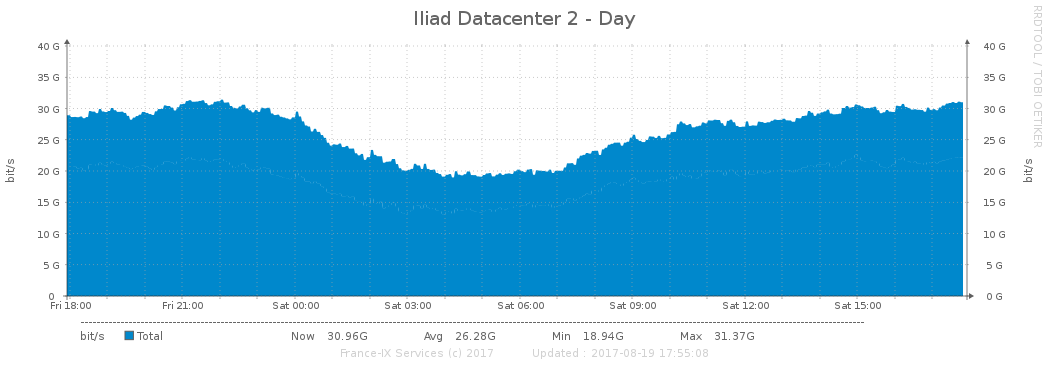 Iliad Datacenter 2 - Day
RRDTOOL / TOBI OETIKER
40 G 40 G
35 G 35 G
30 G 30 G
25 G 25 G
20 G 20 G
15 G 15 G
10 G 10 G
5 G 5 G
0 0 G
bit/s bit/s
Fri 18:00 Fri 21:00 Sat 00:00 Sat 03:00 Sat 06:00 Sat 09:00 Sat 12:00 Sat 15:00
bit/s Total Now 30.96G Avg 26.28G Min 18.94G Max 31.37G
France-IX Services (c) 2017 Updated : 2017-08-19 17:55:08